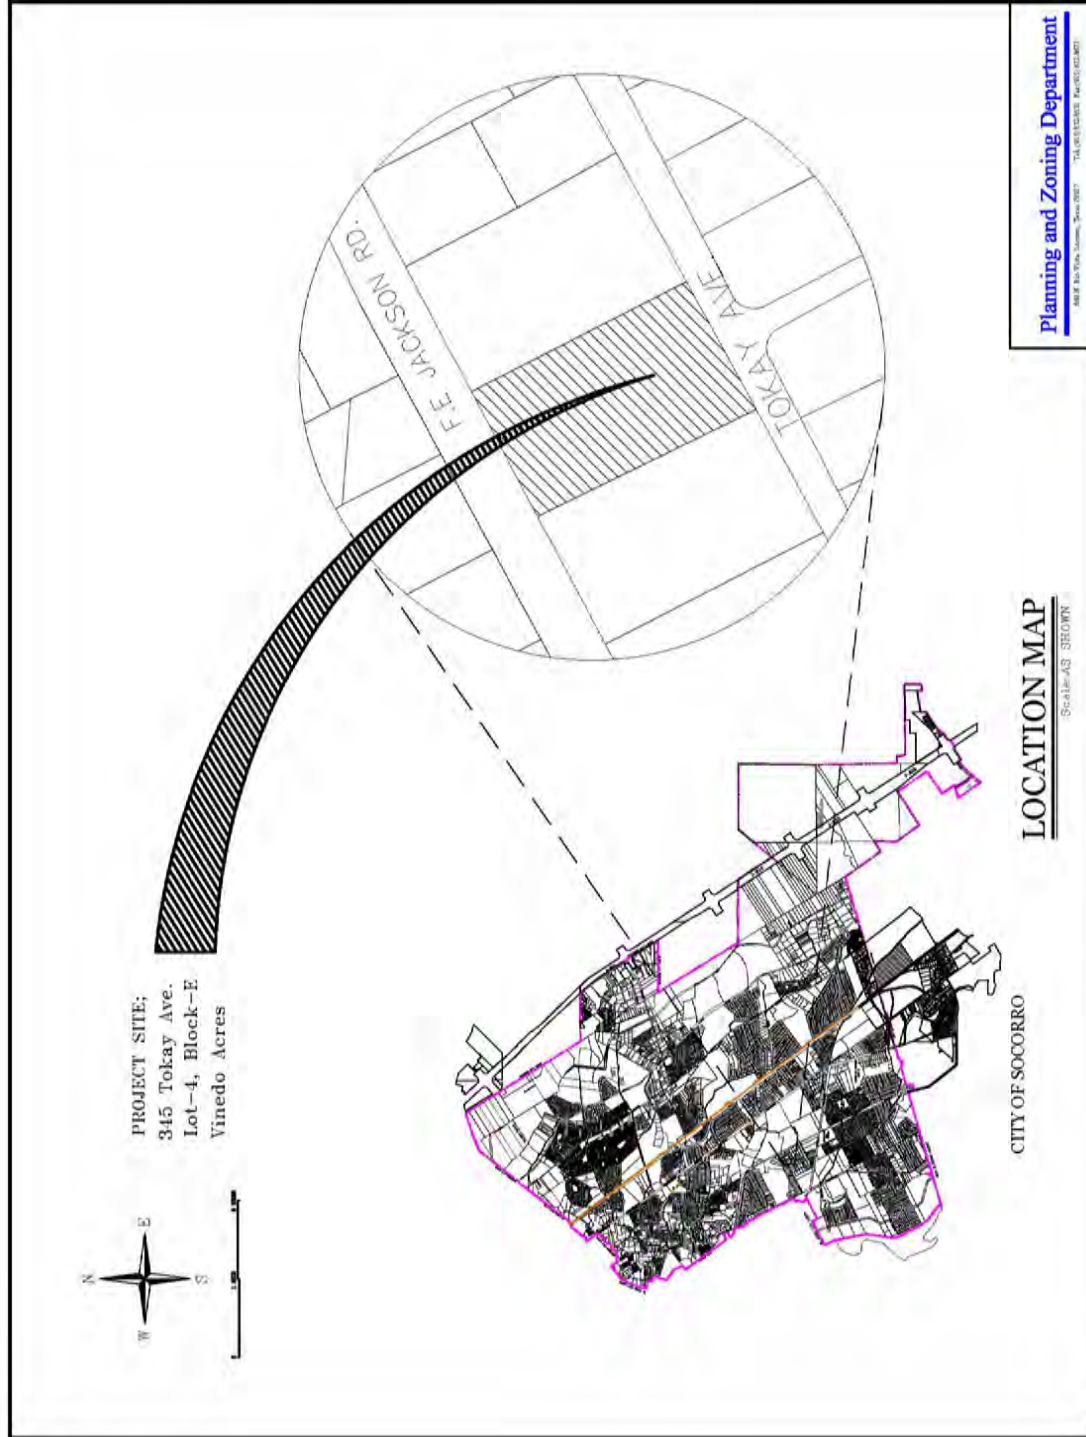 N
W
E
S
PROJECT SITE;
345 Tokay Ave.
Lot-4, Block-E
Vinedo Acres
F.E. JACKSON RD.
TOKAY AVE
CITY OF SOCORRO
LOCATION MAP
Scale:AS SHOWN
Planning and Zoning Department